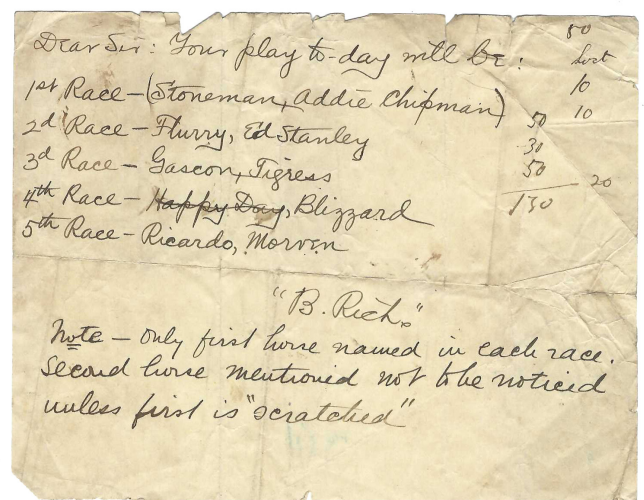 50
Dear Sir: Your play to-day will be:
Lost
10
1st Race – (Stoneman, Addie Chipman)
50
10
2d Race – Flurry, Ed Stanley
30
3d Race – Gascon, Tigress
50
20
4th Race – Happy Day, Blizzard
130
5th Race – Ricardo, Morven
"B. Rich."
Note – only first horse named in each race.
Second horse mentioned not to be noticed
unless first is "scratched"